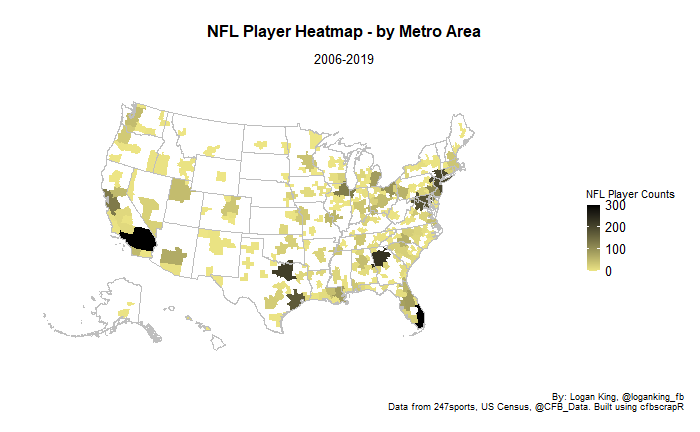 NFL Player Heatmap - by Metro Area
2006-2019
NFL Player Counts
300
200
100
0
By: Logan King, @loganking_fb
Data from 247sports, US Census, @CFB_Data. Built using cfbscrapR